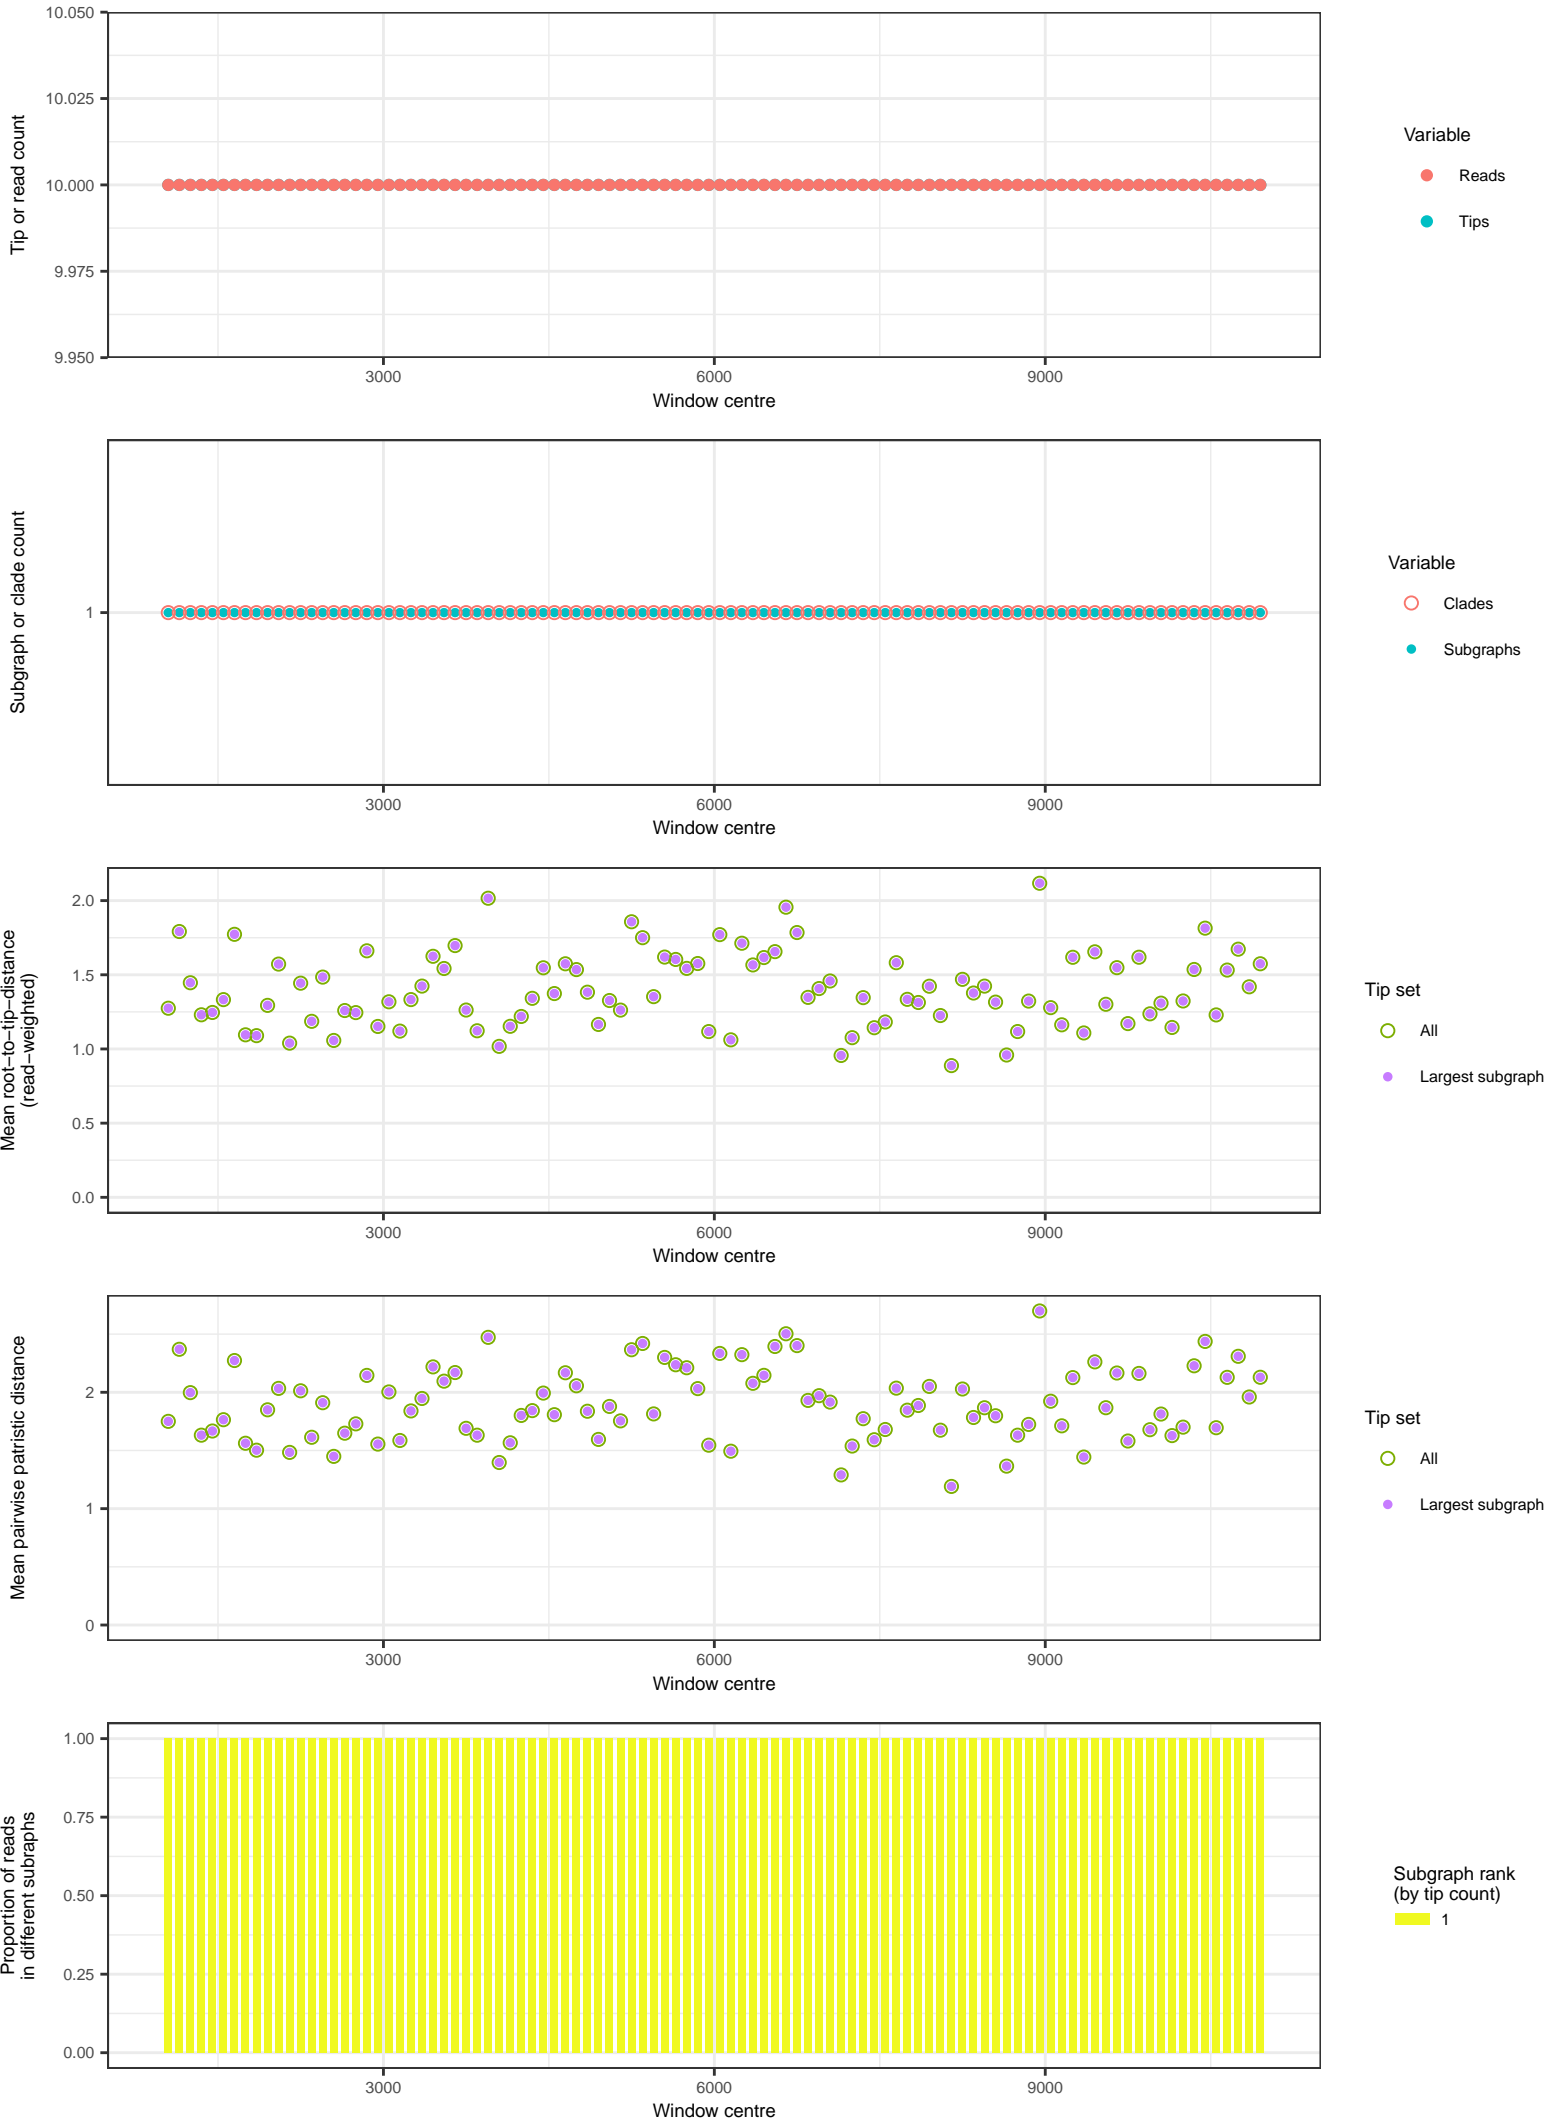 10.050
10.025
10.000
9.975
9.950
Tip or read count
3000 6000 9000
Window centre
Variable
Reads
Tips
Subgraph or clade count
1
3000 6000 9000
Window centre
Variable
Clades
Subgraphs
Mean root−to−tip−distance
(read−weighted)
2.0
1.5
1.0
0.5
0.0
3000 6000 9000
Window centre
Tip set
All
Largest subgraph
Mean pairwise patristic distance
2
1
0
3000 6000 9000
Window centre
Tip set
All
Largest subgraph
Proportion of reads
in different subraphs
1.00
0.75
0.50
0.25
0.00
3000 6000 9000
Window centre
Subgraph rank
(by tip count)
1